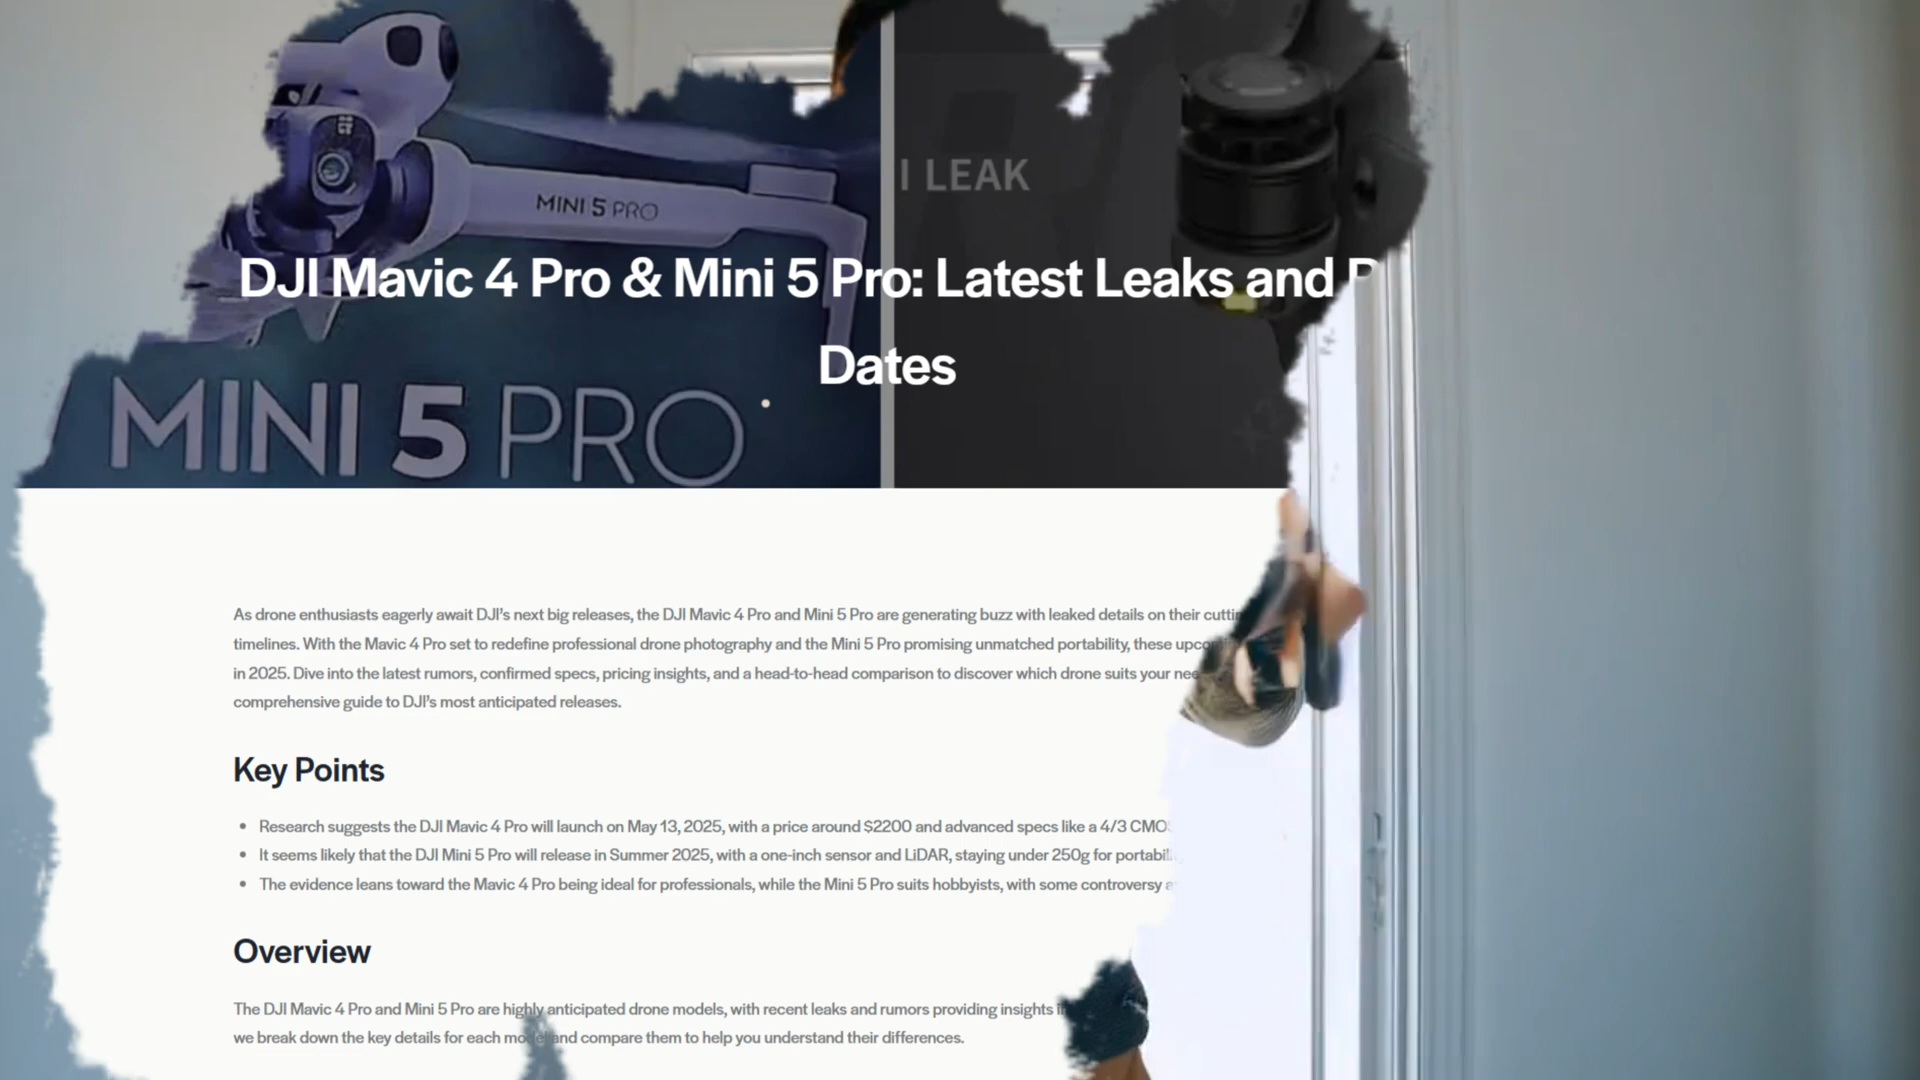 MINI 5 PRO
I LEAK
DJI Mavic 4 Pro & Mini 5 Pro: Latest Leaks and
Dates
MINI 5 PRO
As drone enthusiasts eagerly await DJI's next big releases, the DJI Mavic 4 Pro and Mini 5 Pro are generating buzz with leaked details on their
timelines. With the Mavic 4 Pro set to redefine professional drone photography and the Mini 5 Pro promising unmatched portability, these
in 2025. Dive into the latest rumors, confirmed specs, pricing insights, and a head-to-head comparison to discover which drone suits your
comprehensive guide to DJI's most anticipated releases.
Key Points
• Research suggests the DJI Mavic 4 Pro will launch on May 13, 2025, with a price around $2200 and advanced specs like a 4/3
• It seems likely that the DJI Mini 5 Pro will release in Summer 2025, with a one-inch sensor and LiDAR, staying under 250g for
• The evidence leans toward the Mavic 4 Pro being ideal for professionals, while the Mini 5 Pro suits hobbyists, with some controversy
Overview
The DJI Mavic 4 Pro and Mini 5 Pro are highly anticipated drone models, with recent leaks and rumors providing insights
we break down the key details for each model and compare them to help you understand their differences.